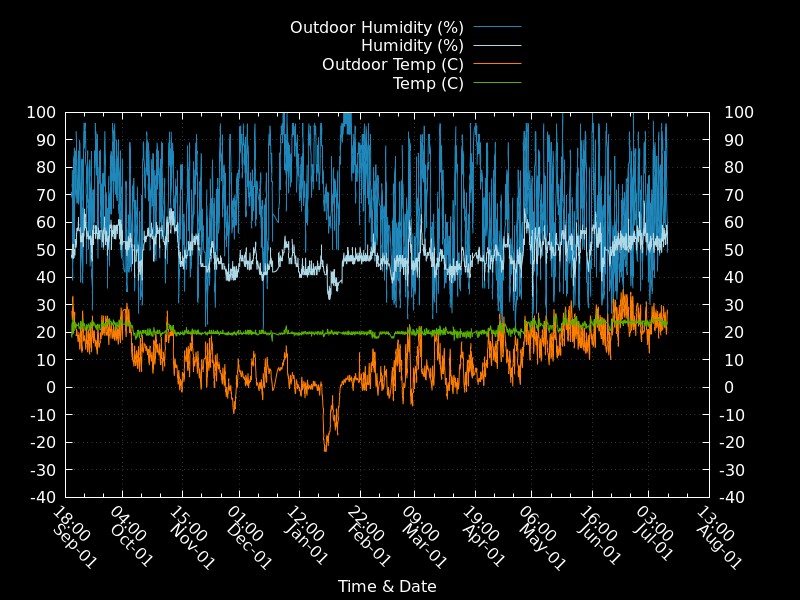 Outdoor Humidity (%)
Humidity (%)
Outdoor Temp (C)
Temp (C)
100 100
90 90
80 80
70 70
60 60
50 50
40 40
30 30
20 20
10 10
0 0
-10 -10
-20 -20
-30 -30
-40 -40
18:00 04:00 15:00 01:00 12:00 22:00 09:00 19:00 06:00 16:00 03:00 13:00
Sep-01 Oct-01 Nov-01 Dec-01 Jan-01 Feb-01 Mar-01 Apr-01 May-01 Jun-01 Jul-01 Aug-01
Time & Date